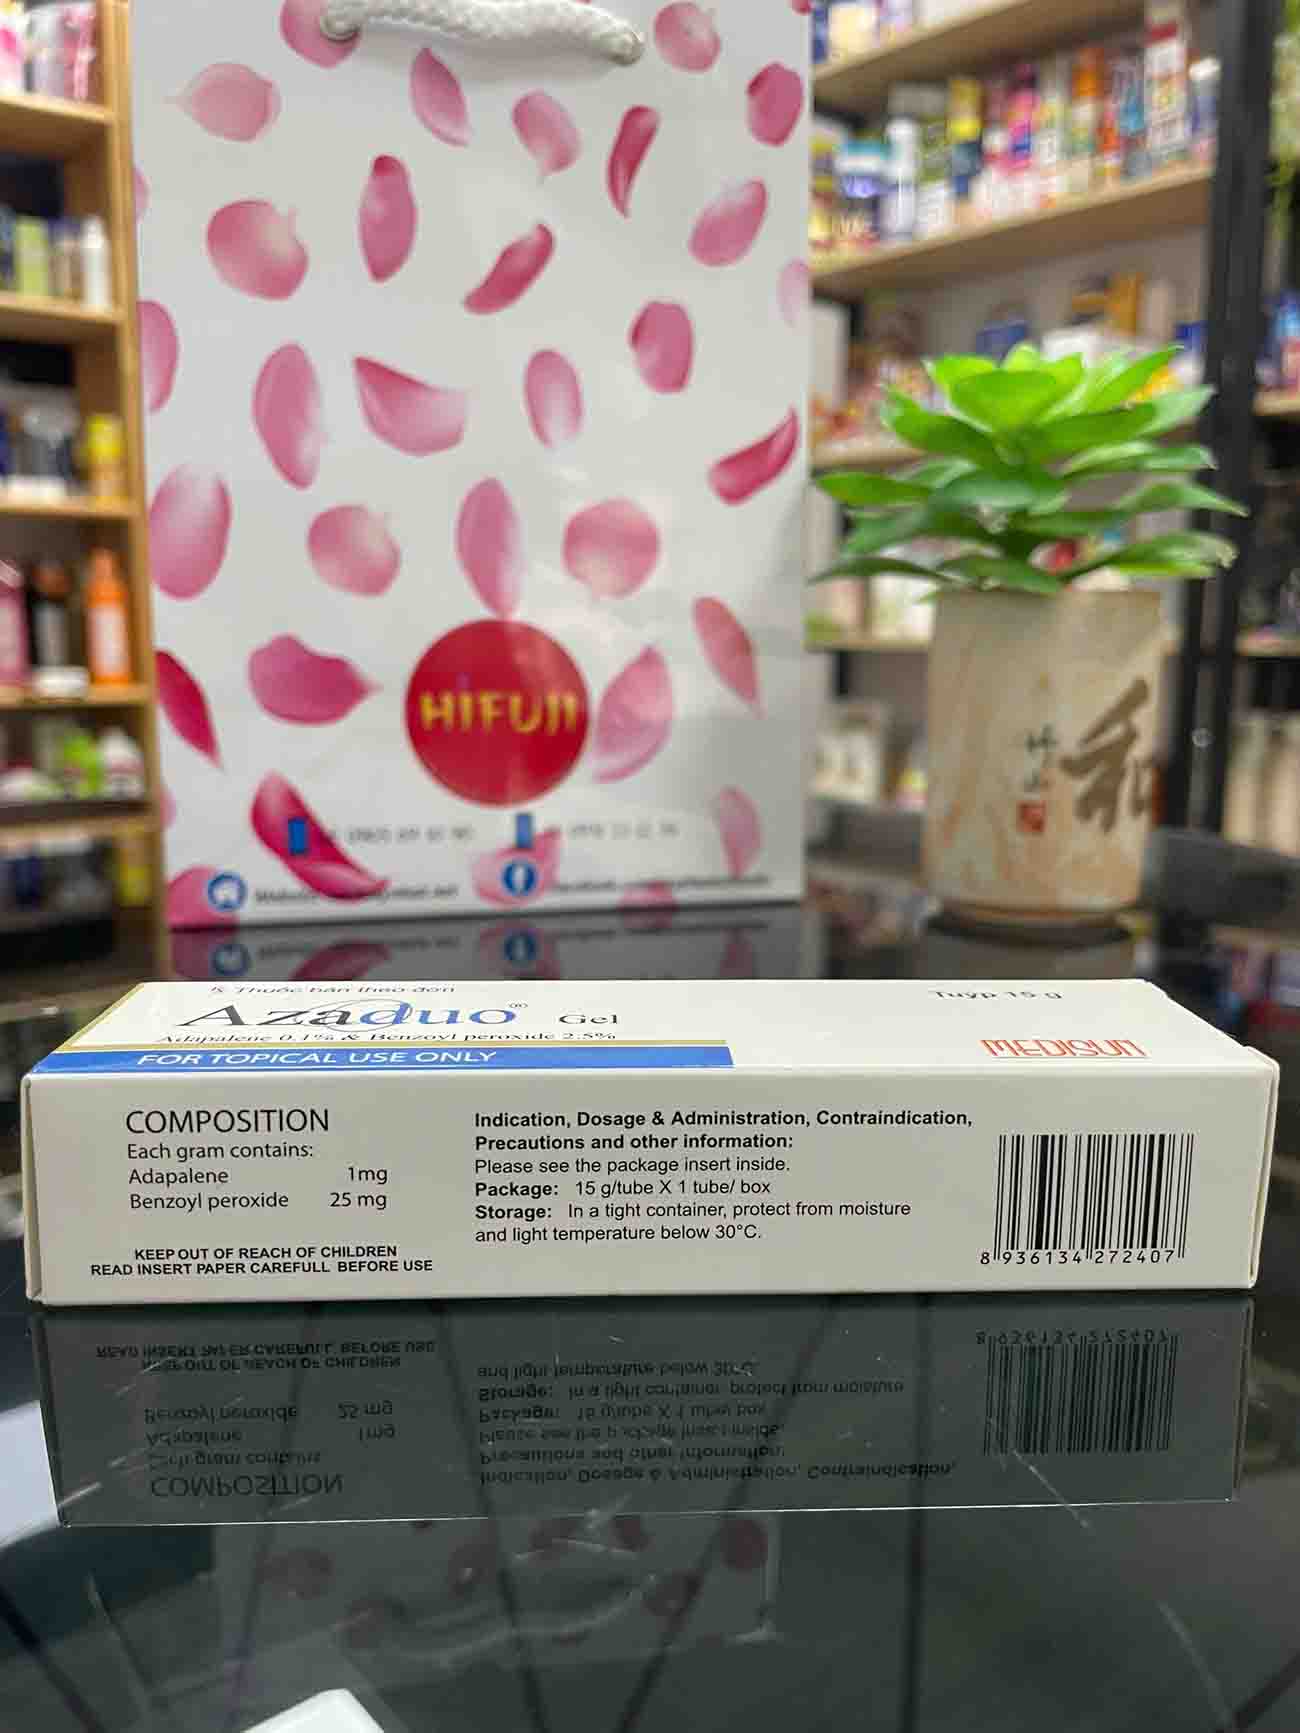 HIFUJI
和
Thuốc bán theo đơn
Tuýp 15 g
Azaduo® Gel
Adapalene 0.1% & Benzoyl peroxide 2.5%
FOR TOPICAL USE ONLY
MEDISUN
COMPOSITION
Each gram contains:
Adapalene 1mg
Benzoyl peroxide 25 mg
KEEP OUT OF REACH OF CHILDREN
READ INSERT PAPER CAREFULL BEFORE USE
Indication, Dosage & Administration, Contraindication,
Precautions and other information:
Please see the package insert inside.
Package: 15 g/tube X 1 tube/ box
Storage: In a tight container, protect from moisture
and light temperature below 30°C.
8 936134 272407